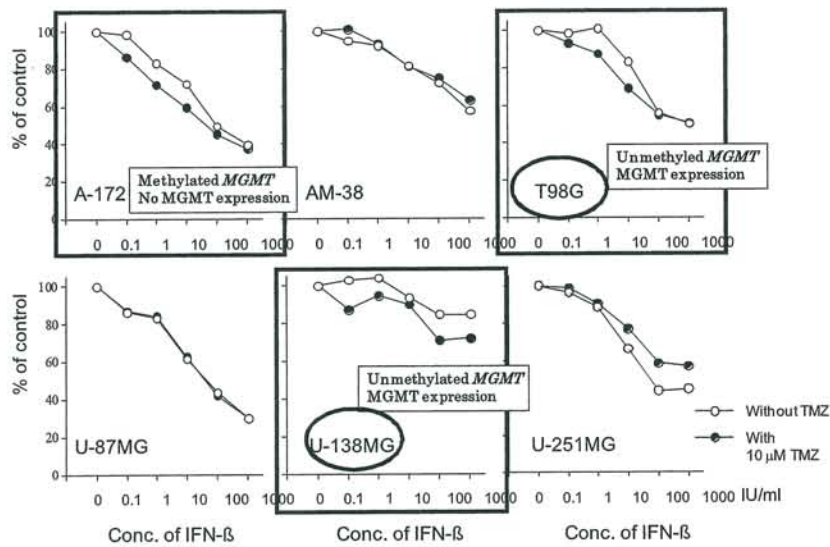 % of control
100
80
60
40
20
0
A-172
Methylated MGMT
No MGMT expression
AM-38
T98G
Unmethyled MGMT
MGMT expression
0 0.1 1 10 100 1000
0 0.1 1 10 100 1000
0 0.1 1 10 100 1000
% of control
100
80
60
40
20
0
U-87MG
Unmethylated MGMT
MGMT expression
U-138MG
U-251MG
Without TMZ
With
10 μM TMZ
0 0.1 1 10 100 1000
0 0.1 1 10 100 1000
0 0.1 1 10 100 1000 IU/ml
Conc. of IFN-ß
Conc. of IFN-ß
Conc. of IFN-ß